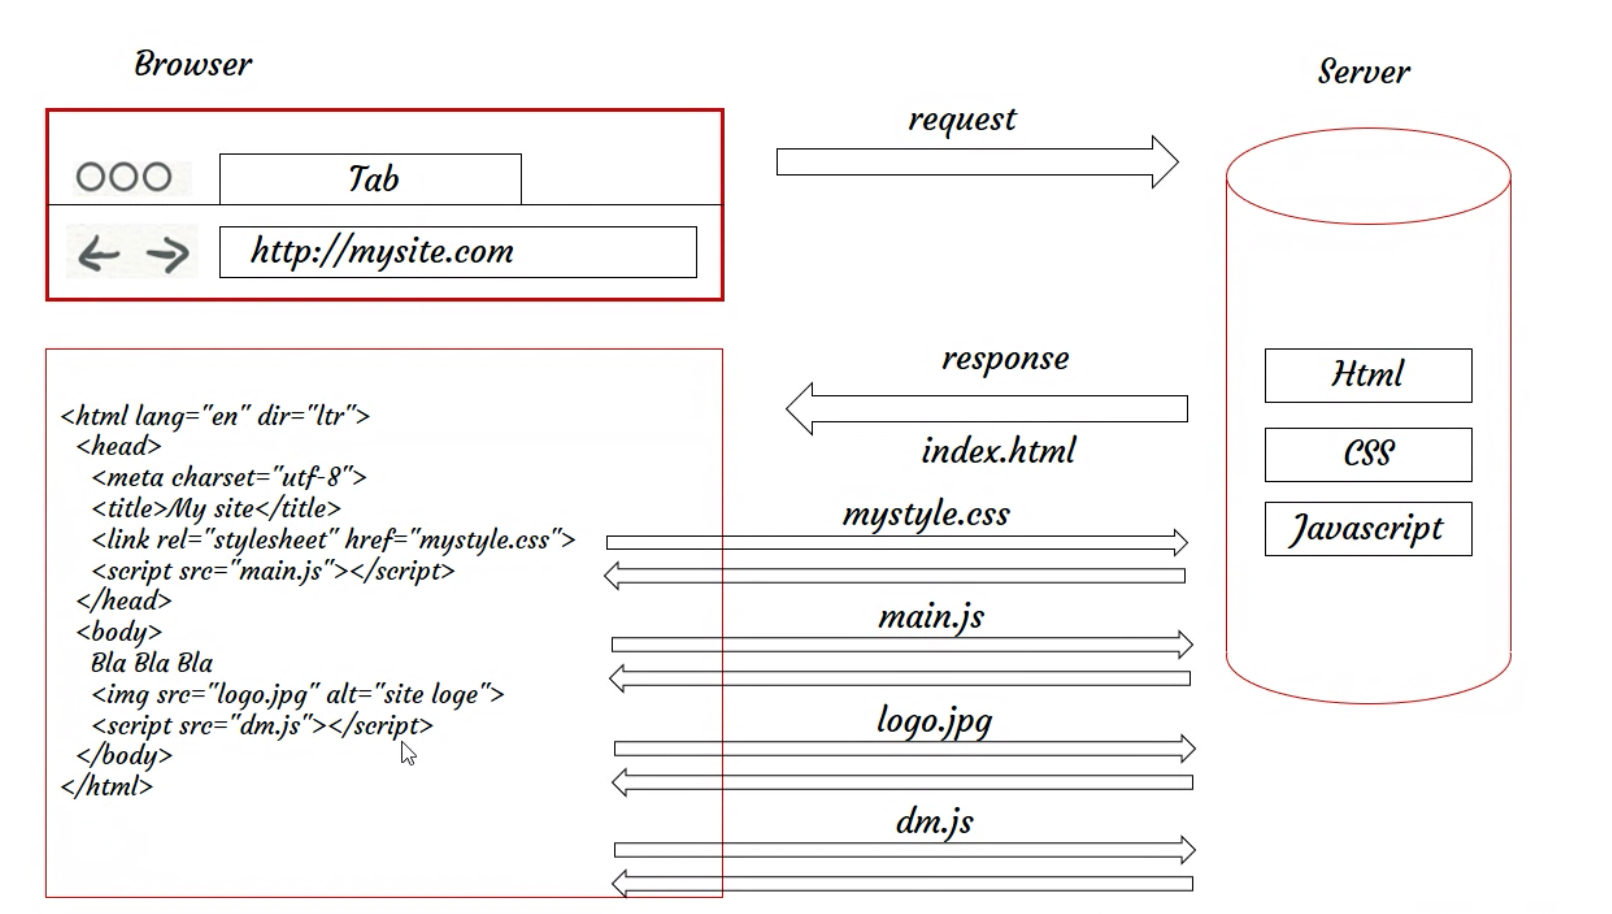 Browser
Server
request
Tab
http://mysite.com
response
Html
index.html
CSS
mystyle.css
Javascript
<html lang="en" dir="ltr">
<head>
<meta charset="utf-8">
<title>My site</title>
<link rel="stylesheet" href="mystyle.css">
<script src="main.js"></script>
</head>
<body>
Bla Bla Bla
<img src="logo.jpg" alt="site loge">
<script src="dm.js"></script>
</body>
</html>
main.js
logo.jpg
dm.js